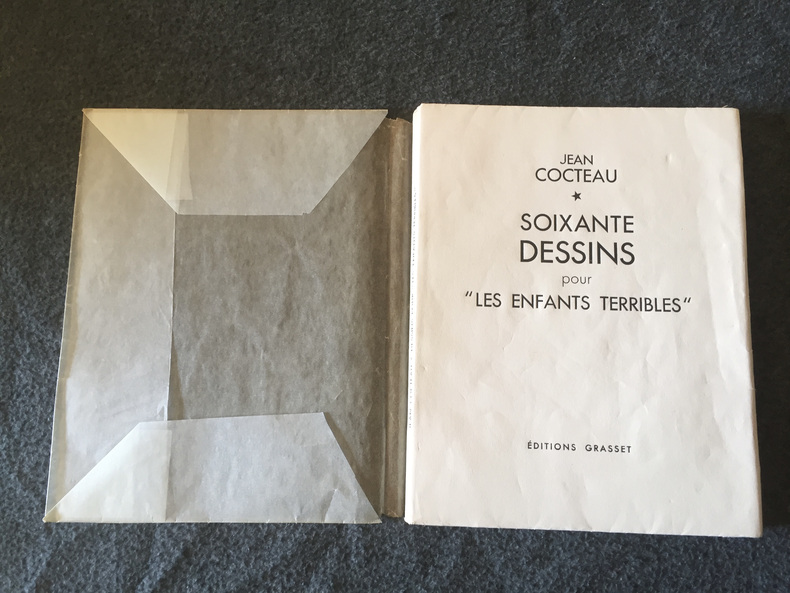 JEAN
COCTEAU
★
SOIXANTE
DESSINS
pour
"LES ENFANTS TERRIBLES"
ÉDITIONS GRASSET